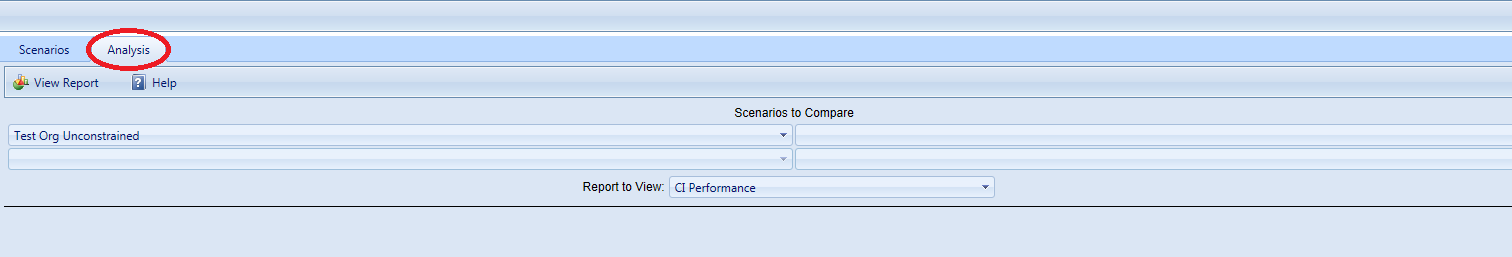 Scenarios Analysis
View Report Help
Scenarios to Compare
Test Org Unconstrained
Report to View: CI Performance